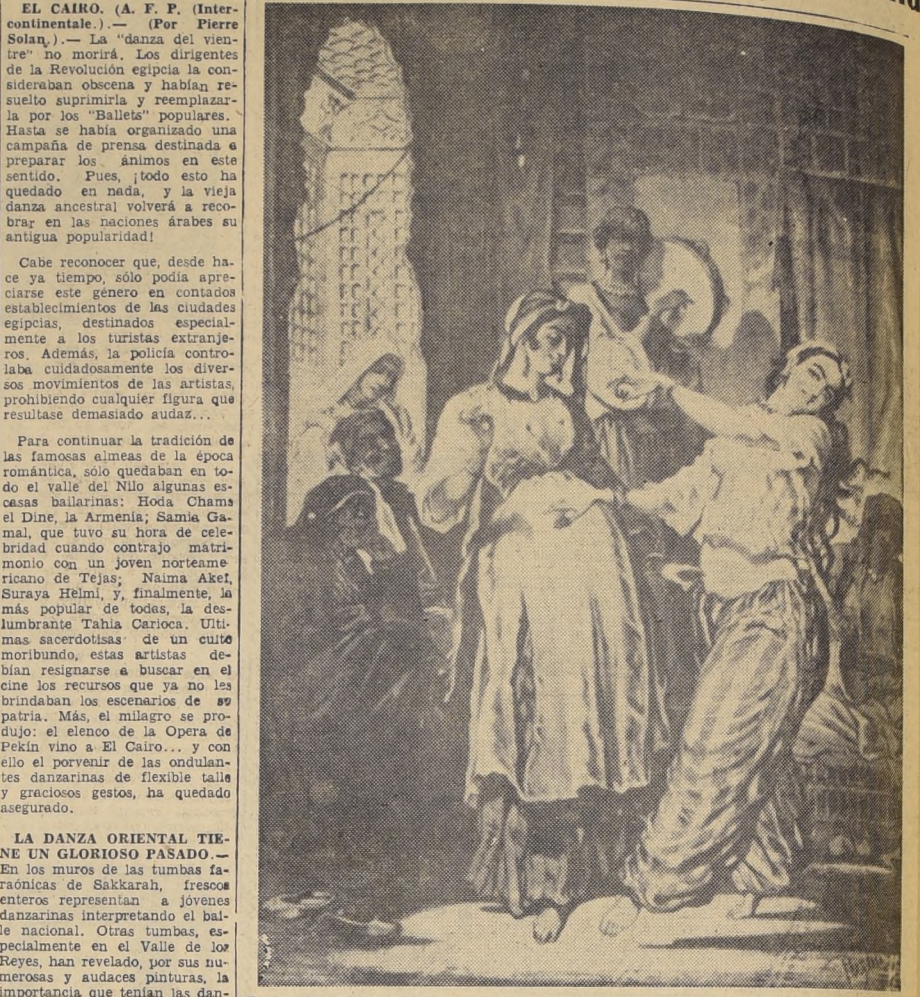 EL CAIRO. (A. F. P. (Inter-
continentale.).— (Por Pierre
Solan.).— La "danza del vien-
tre" no morirá. Los dirigentes
de la Revolución egipcia la con-
sideraban obscena y habían re-
suelto suprimirla y reemplazar-
la por los "Ballets" populares.
Hasta se había organizado una
campaña de prensa destinada a
preparar los ánimos en este
sentido. Pues, ¡todo esto ha
quedado en nada, y la vieja
danza ancestral volverá a reco-
brar en las naciones árabes su
antigua popularidad!
Cabe reconocer que, desde ha-
ce ya tiempo, sólo podía apre-
ciarse este género en contados
establecimientos de las ciudades
egipcias, destinados especial-
mente a los turistas extranje-
ros. Además, la policía contro-
laba cuidadosamente los diver-
sos movimientos de las artistas,
prohibiendo cualquier figura que
resultase demasiado audaz...
Para continuar la tradición de
las famosas almeas de la época
romántica, sólo quedaban en to-
do el valle del Nilo algunas es-
casas bailarinas: Hoda Chams
el Dine, la Armenia; Samia Ga-
mal, que tuvo su hora de cele-
bridad cuando contrajo matri-
monio con un joven norteame-
ricano de Tejas; Naima Akef,
Suraya Helmi, y, finalmente, la
más popular de todas, la des-
lumbrante Tahia Carioca. Ulti-
mas sacerdotisas de un culto
moribundo, estas artistas de-
bían resignarse a buscar en el
cine los recursos que ya no les
brindaban los escenarios de su
patria. Más, el milagro se pro-
dujo: el elenco de la Opera de
Pekín vino a El Cairo... y con
ello el porvenir de las ondulan-
tes danzarinas de flexible talle
y graciosos gestos, ha quedado
asegurado.
LA DANZA ORIENTAL TIE-
NE UN GLORIOSO PASADO.—
En los muros de las tumbas fa-
raónicas de Sakkarah, frescos
enteros representan a jóvenes
danzarinas interpretando el bai-
le nacional. Otras tumbas, es-
pecialmente en el Valle de los
Reyes, han revelado, por sus nu-
merosas y audaces pinturas, la
importancia que tenían las dan-